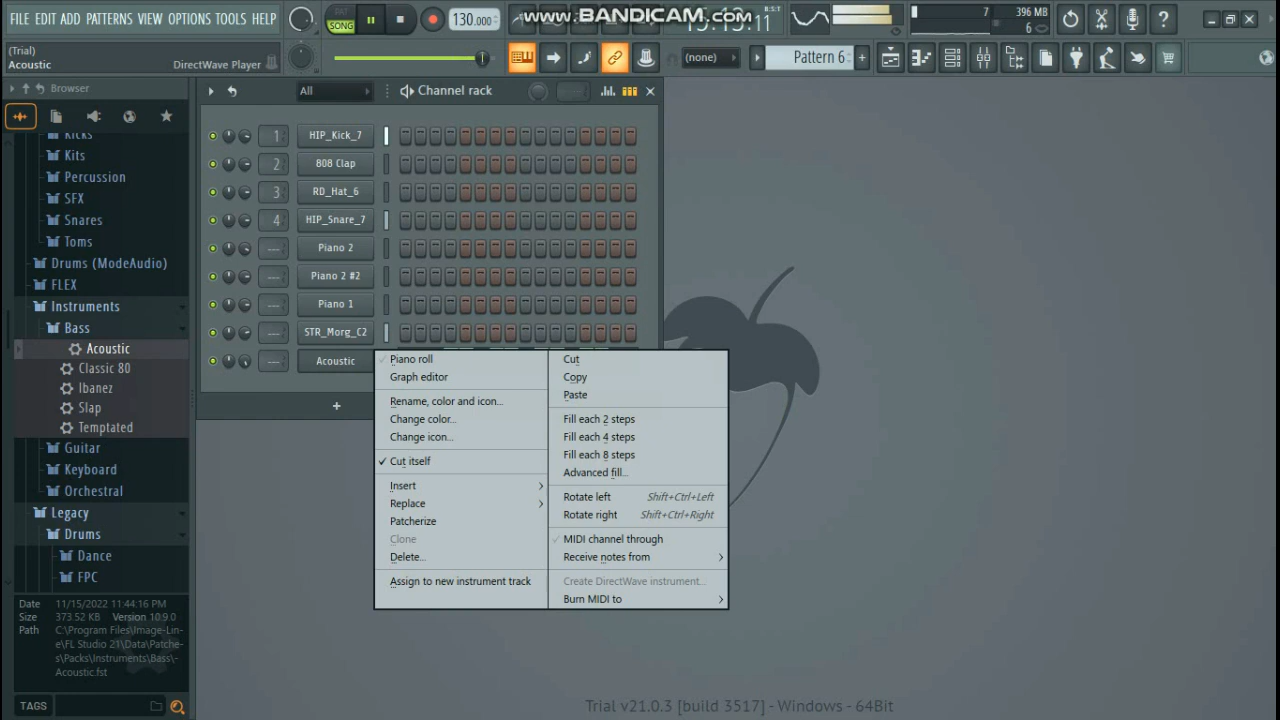 FILE EDIT ADD PATTERNS VIEW OPTIONS TOOLS HELP
PAT
SONG
130.000
www.BANDICAM.com
B:S:T
7
396 MB
6
(Trial)
Acoustic
DirectWave Player
(none)
Pattern 6
+
Browser
All
Channel rack
Kicks
Kits
Percussion
SFX
Snares
Toms
Drums (ModeAudio)
FLEX
Instruments
Bass
Acoustic
Classic 80
Ibanez
Slap
Temptated
Guitar
Keyboard
Orchestral
Legacy
Drums
Dance
FPC
Date 11/15/2022 11:44:16 PM
Size 373.52 KB Version 10.9.0
Path C:\Program Files\Image-Lin
e\FL Studio 21\Data\Patche
s\Packs\Instruments\Bass\-
Acoustic.fst
TAGS
1 HIP_Kick_7
2 808 Clap
3 RD_Hat_6
4 HIP_Snare_7
--- Piano 2
--- Piano 2 #2
--- Piano 1
--- STR_Morg_C2
--- Acoustic
+
Piano roll
Graph editor
Rename, color and icon...
Change color...
Change icon...
Cut itself
Insert
Replace
Patcherize
Clone
Delete...
Assign to new instrument track
Cut
Copy
Paste
Fill each 2 steps
Fill each 4 steps
Fill each 8 steps
Advanced fill...
Rotate left Shift+Ctrl+Left
Rotate right Shift+Ctrl+Right
MIDI channel through
Receive notes from
Create DirectWave instrument...
Burn MIDI to
Trial v21.0.3 [build 3517] - Windows - 64Bit